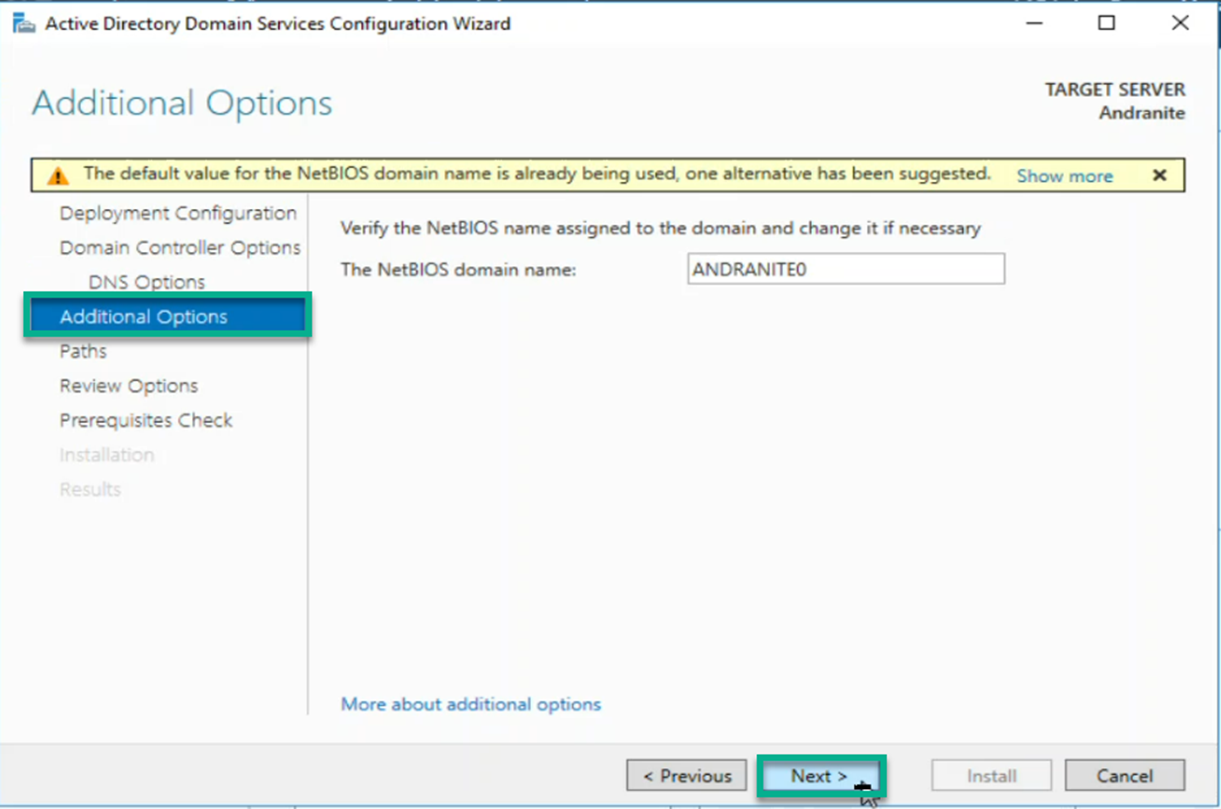 Active Directory Domain Services Configuration Wizard
Additional Options
TARGET SERVER
Andranite
The default value for the NetBIOS domain name is already being used, one alternative has been suggested. Show more
Deployment Configuration
Domain Controller Options
DNS Options
Additional Options
Paths
Review Options
Prerequisites Check
Installation
Results
Verify the NetBIOS name assigned to the domain and change it if necessary
The NetBIOS domain name: ANDRANITE0
More about additional options
< Previous Next > Install Cancel